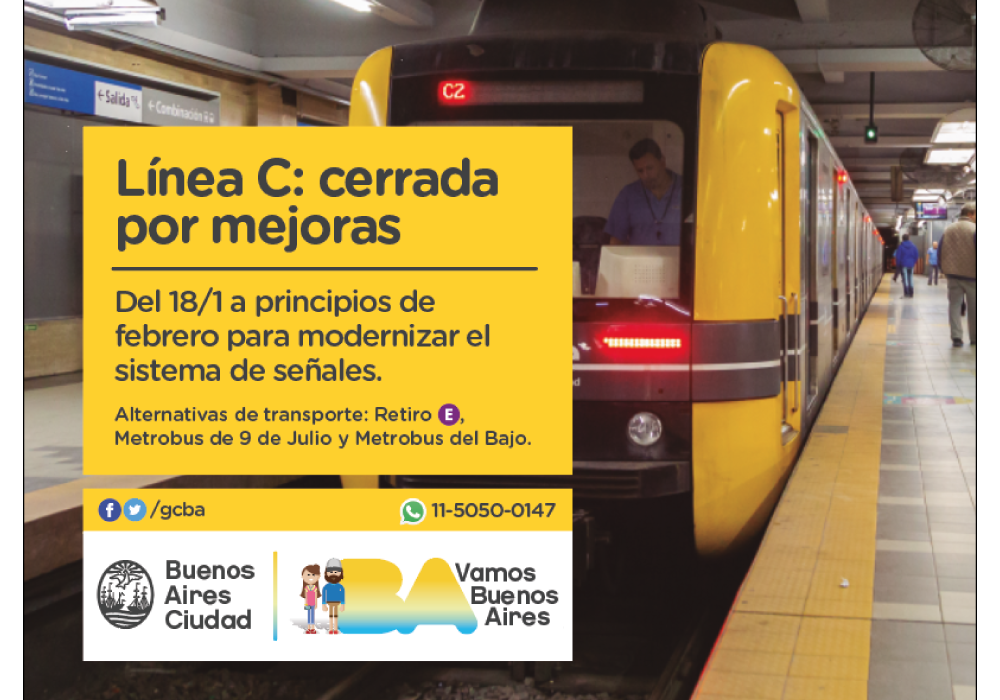 C2
←Salida
←Combinación
Línea C: cerrada
por mejoras
Del 18/1 a principios de
febrero para modernizar el
sistema de señales.
Alternativas de transporte: Retiro E,
Metrobus de 9 de Julio y Metrobus del Bajo.
/gcba
11-5050-0147
Buenos
Aires
Ciudad
BA
Vamos
Buenos
Aires